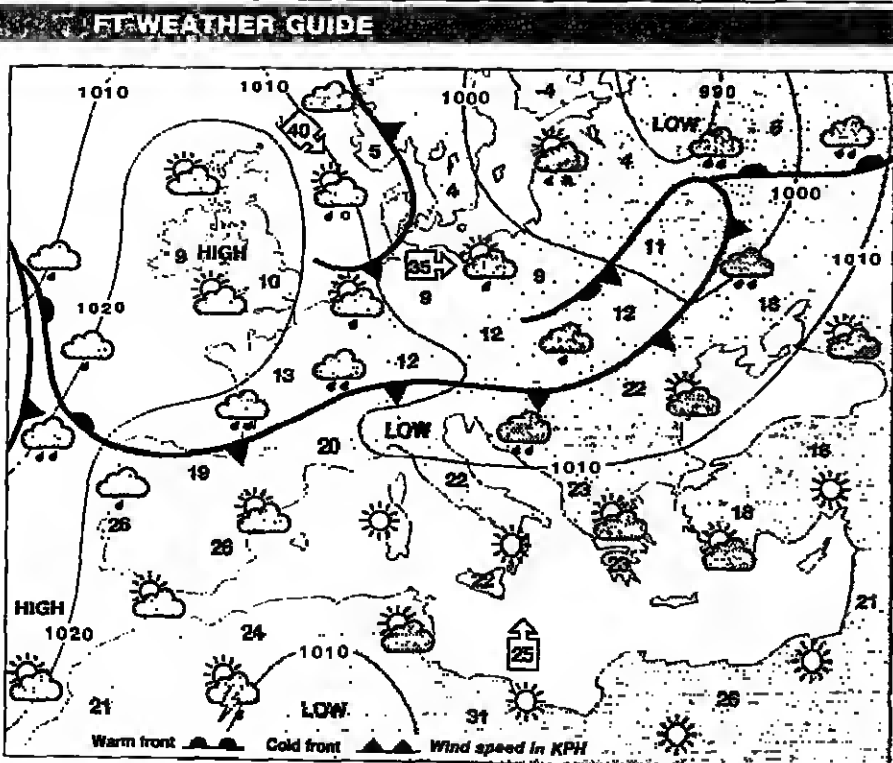 FT WEATHER GUIDE
1010 1010 1000 990
LOW 6
40
5 4 4
4
1000
9 HIGH
11 1010
35 9
10 9
1020 12 12 18
13 12
22
LOW
20
19 1010 16
22 23
26 18
26
22 23
HIGH 21
1020 24
1010 25
21 LOW 31 26
Warm front Cold front Wind speed in KPH